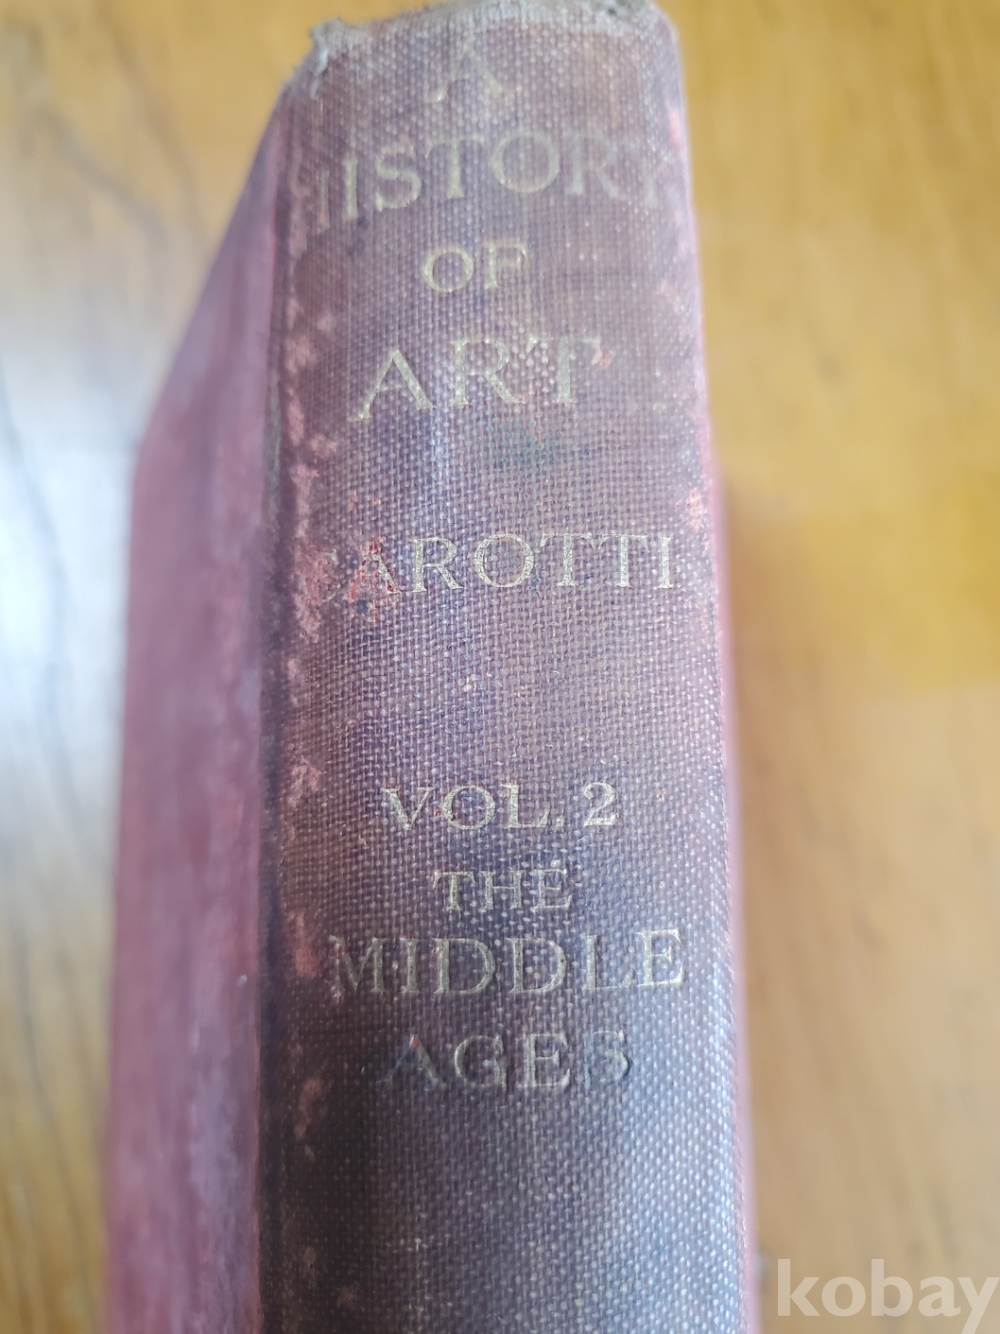 A
HISTORY
OF
ART
CAROTTI
VOL. 2
THE
MIDDLE
AGES
kobay